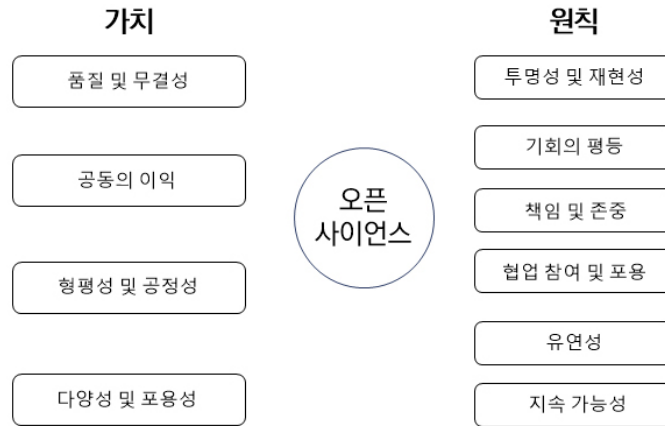 가치
품질 및 무결성
공동의 이익
형평성 및 공정성
다양성 및 포용성
오픈
사이언스
원칙
투명성 및 재현성
기회의 평등
책임 및 존중
협업 참여 및 포용
유연성
지속 가능성